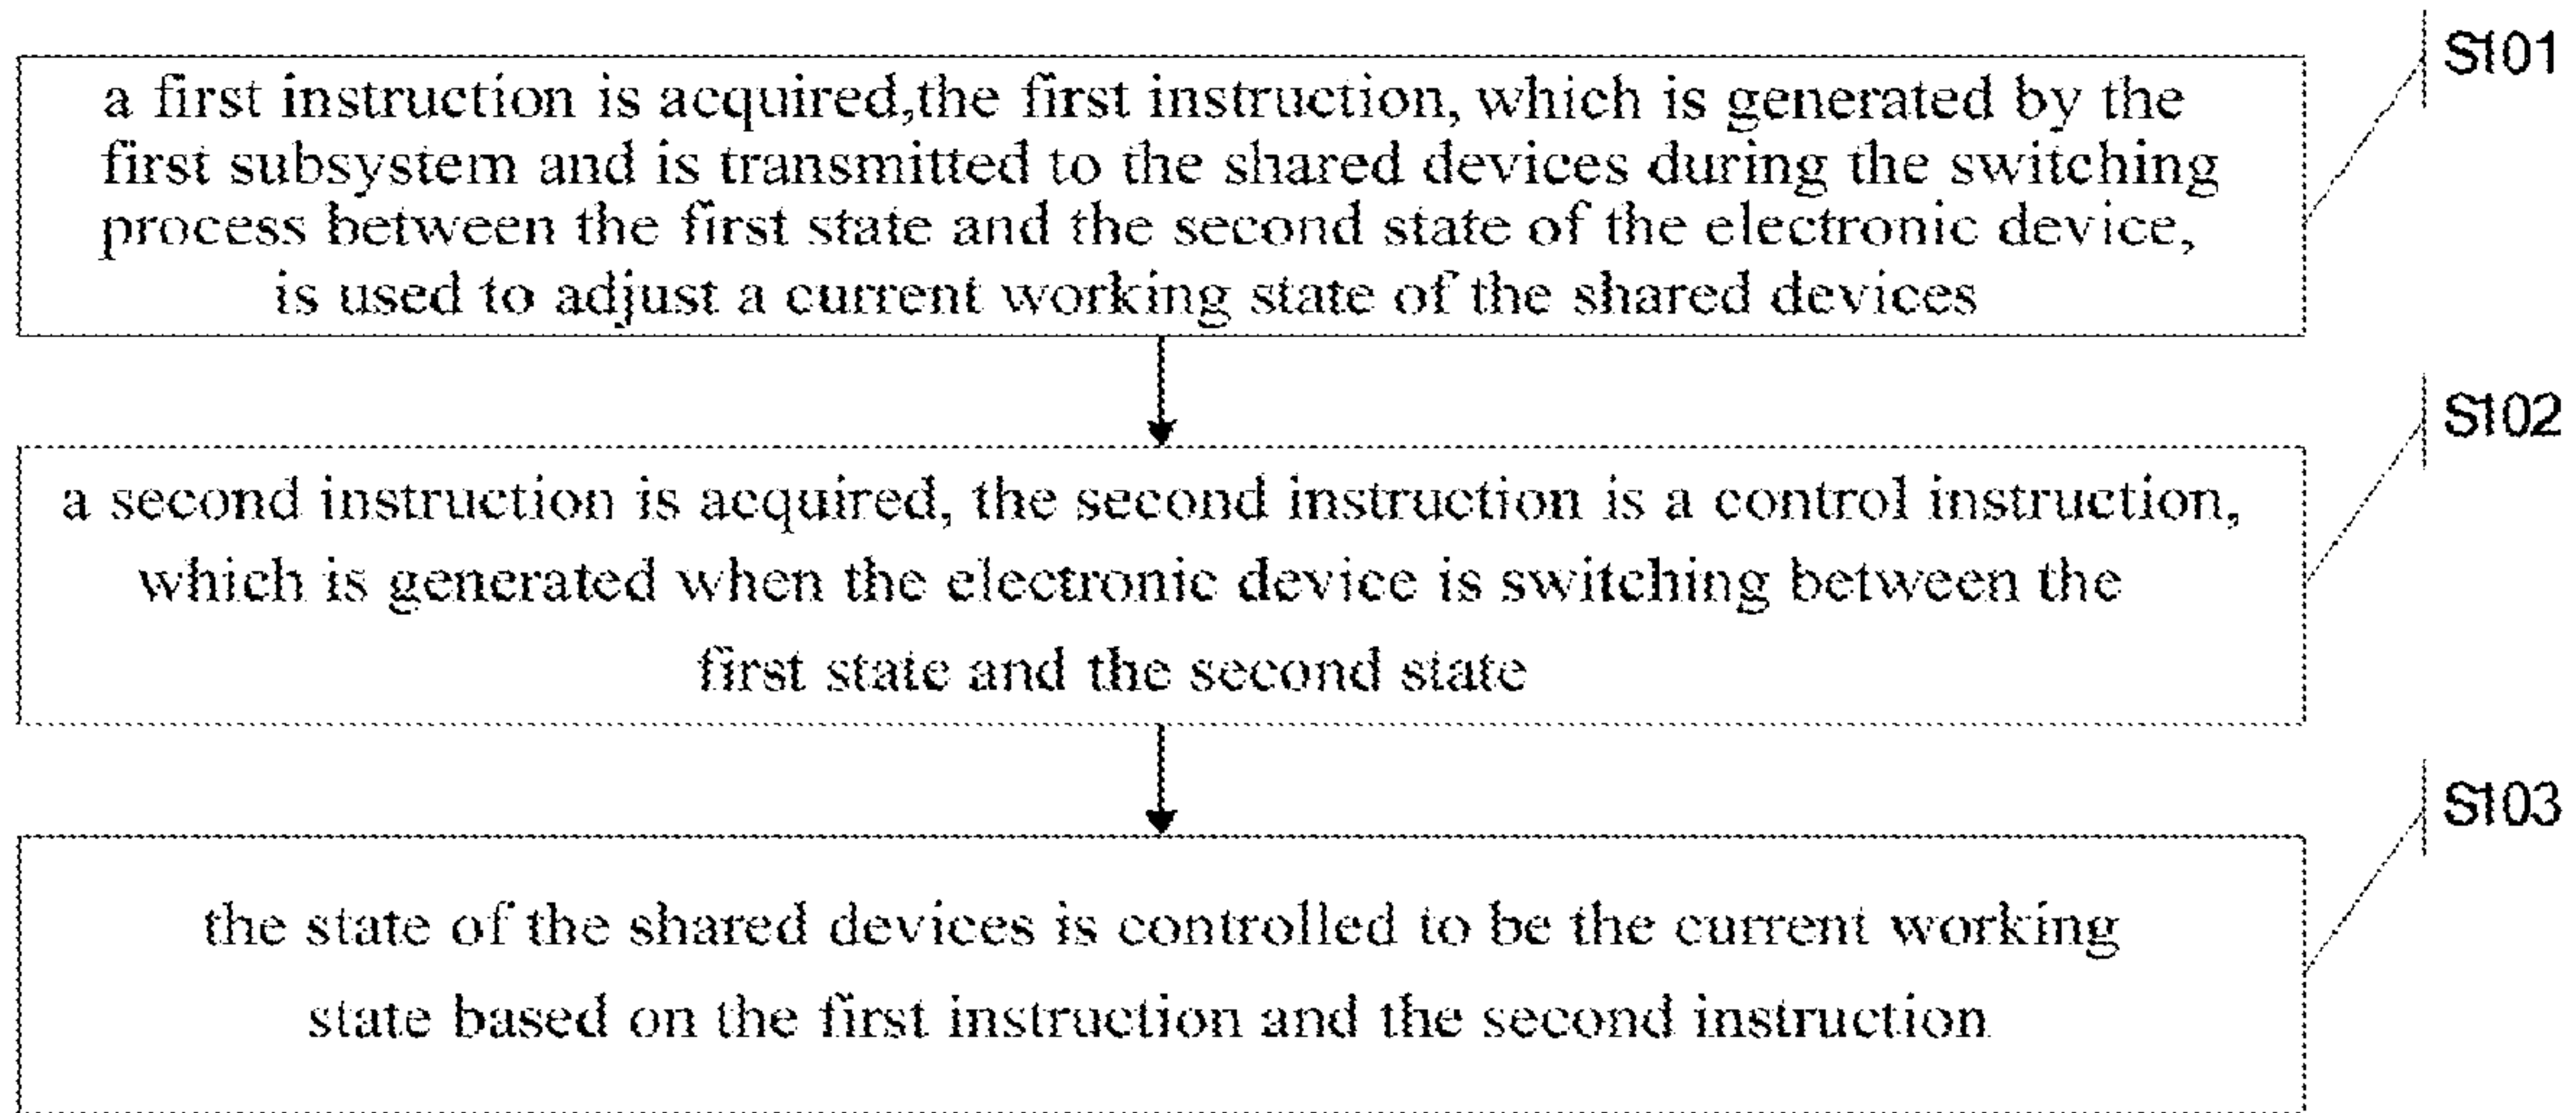 S101
a first instruction is acquired,the first instruction, which is generated by the
first subsystem and is transmitted to the shared devices during the switching
process between the first state and the second state of the electronic device,
is used to adjust a current working state of the shared devices
S102
a second instruction is acquired, the second instruction is a control instruction,
which is generated when the electronic device is switching between the
first state and the second state
S103
the state of the shared devices is controlled to be the current working
state based on the first instruction and the second instruction